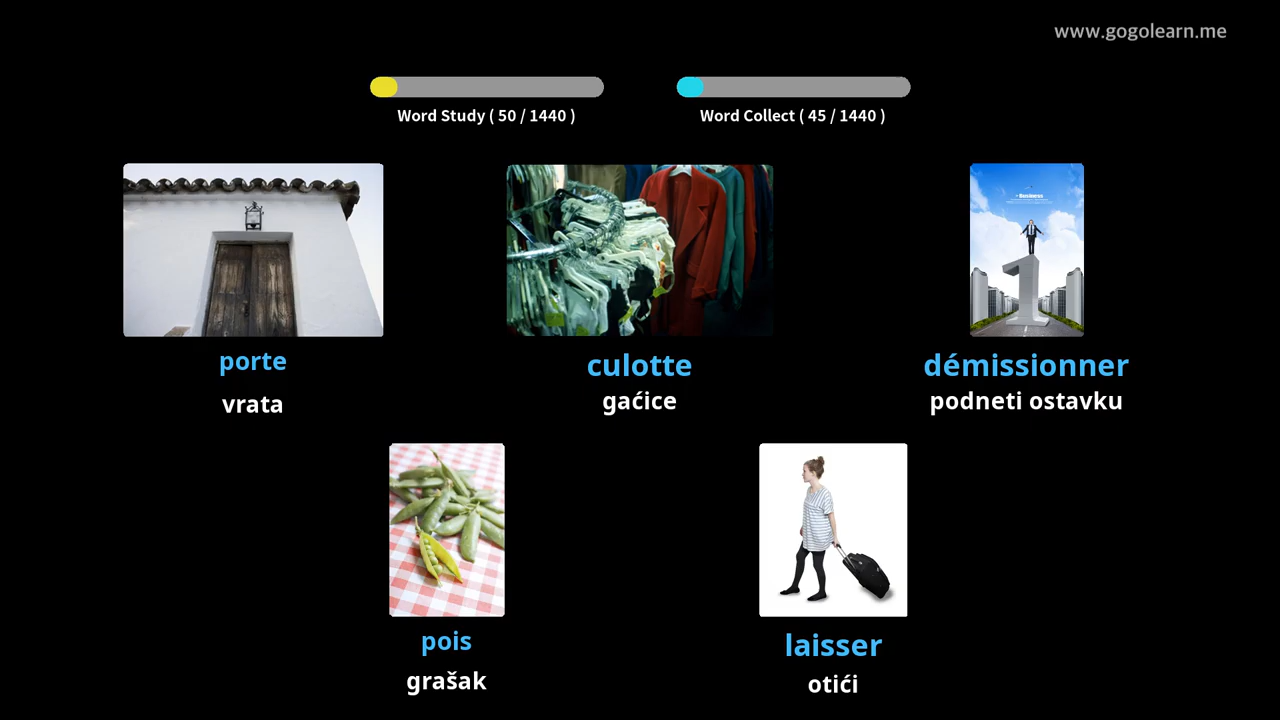 www.gogolearn.me
Word Study ( 50 / 1440 )
Word Collect ( 45 / 1440 )
porte
vrata
culotte
gaćice
démissionner
podneti ostavku
pois
grašak
laisser
otići